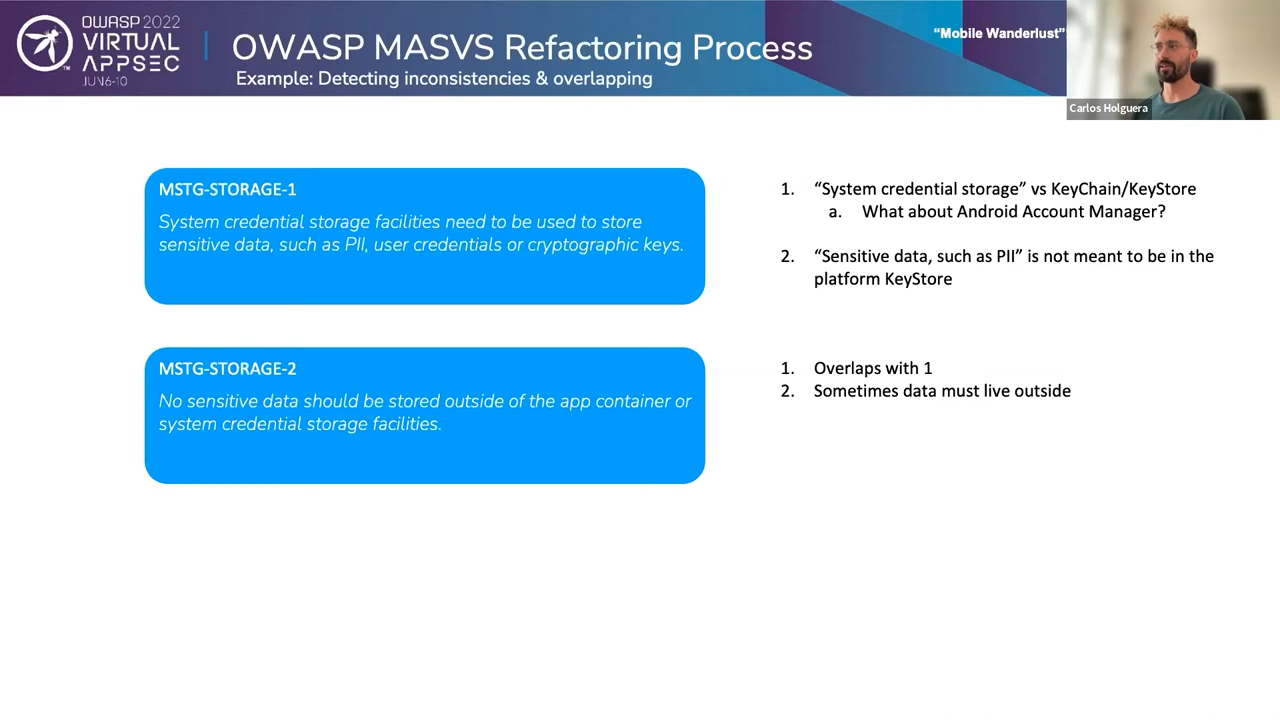 OWASP 2022
VIRTUAL
APPSEC
JUN6-10
OWASP MASVS Refactoring Process
Example: Detecting inconsistencies & overlapping
“Mobile Wanderlust”
Carlos Holguera
MSTG-STORAGE-1
System credential storage facilities need to be used to store
sensitive data, such as PII, user credentials or cryptographic keys.
1. “System credential storage” vs KeyChain/KeyStore
a. What about Android Account Manager?
2. “Sensitive data, such as PII” is not meant to be in the
platform KeyStore
MSTG-STORAGE-2
No sensitive data should be stored outside of the app container or
system credential storage facilities.
1. Overlaps with 1
2. Sometimes data must live outside